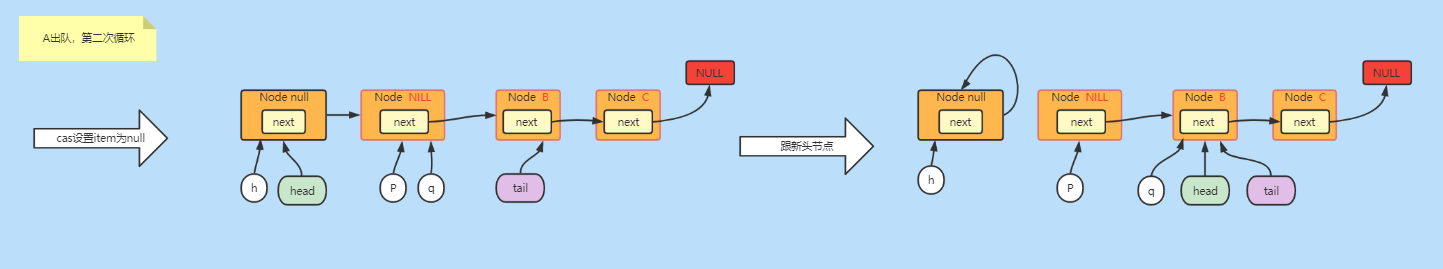 A出队，第二次循环
cas设置item为null
NULL
Node null
next
Node NILL
next
Node B
next
Node C
next
h
head
P
q
tail
跟新头节点
NULL
Node null
next
Node NILL
next
Node B
next
Node C
next
h
P
q
head
tail